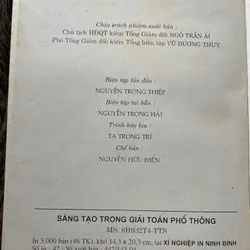 Chịu trách nhiệm xuất bản :
Chủ tịch HĐQT kiêm Tổng Giám đốc NGÔ TRẦN ÁI
Phó Tổng Giám đốc kiêm Tổng biên tập VŨ DƯƠNG THỤY
Biên tập lần đầu :
NGUYỄN TRỌNG THIỆP
Biên tập tái bản :
NGUYỄN TRỌNG HẢI
Trình bày bìa :
TẠ TRỌNG TRÍ
Chế bản :
NGUYỄN HỮU ĐIỂN
SÁNG TẠO TRONG GIẢI TOÁN PHỔ THÔNG
MS: 8H932T4-TTS
In 3.000 bản (46 TK), khổ 14,3 x 20,3 cm, tại XÍ NGHIỆP IN NINH BÌNH